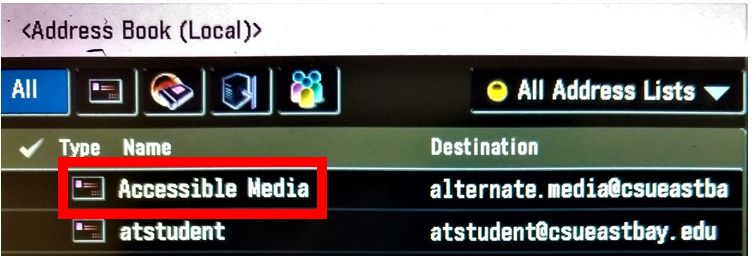 <Address Book (Local)>
All All Address Lists
Type Name Destination
Accessible Media alternate.media@csueastba
atstudent atstudent@csueastbay.edu